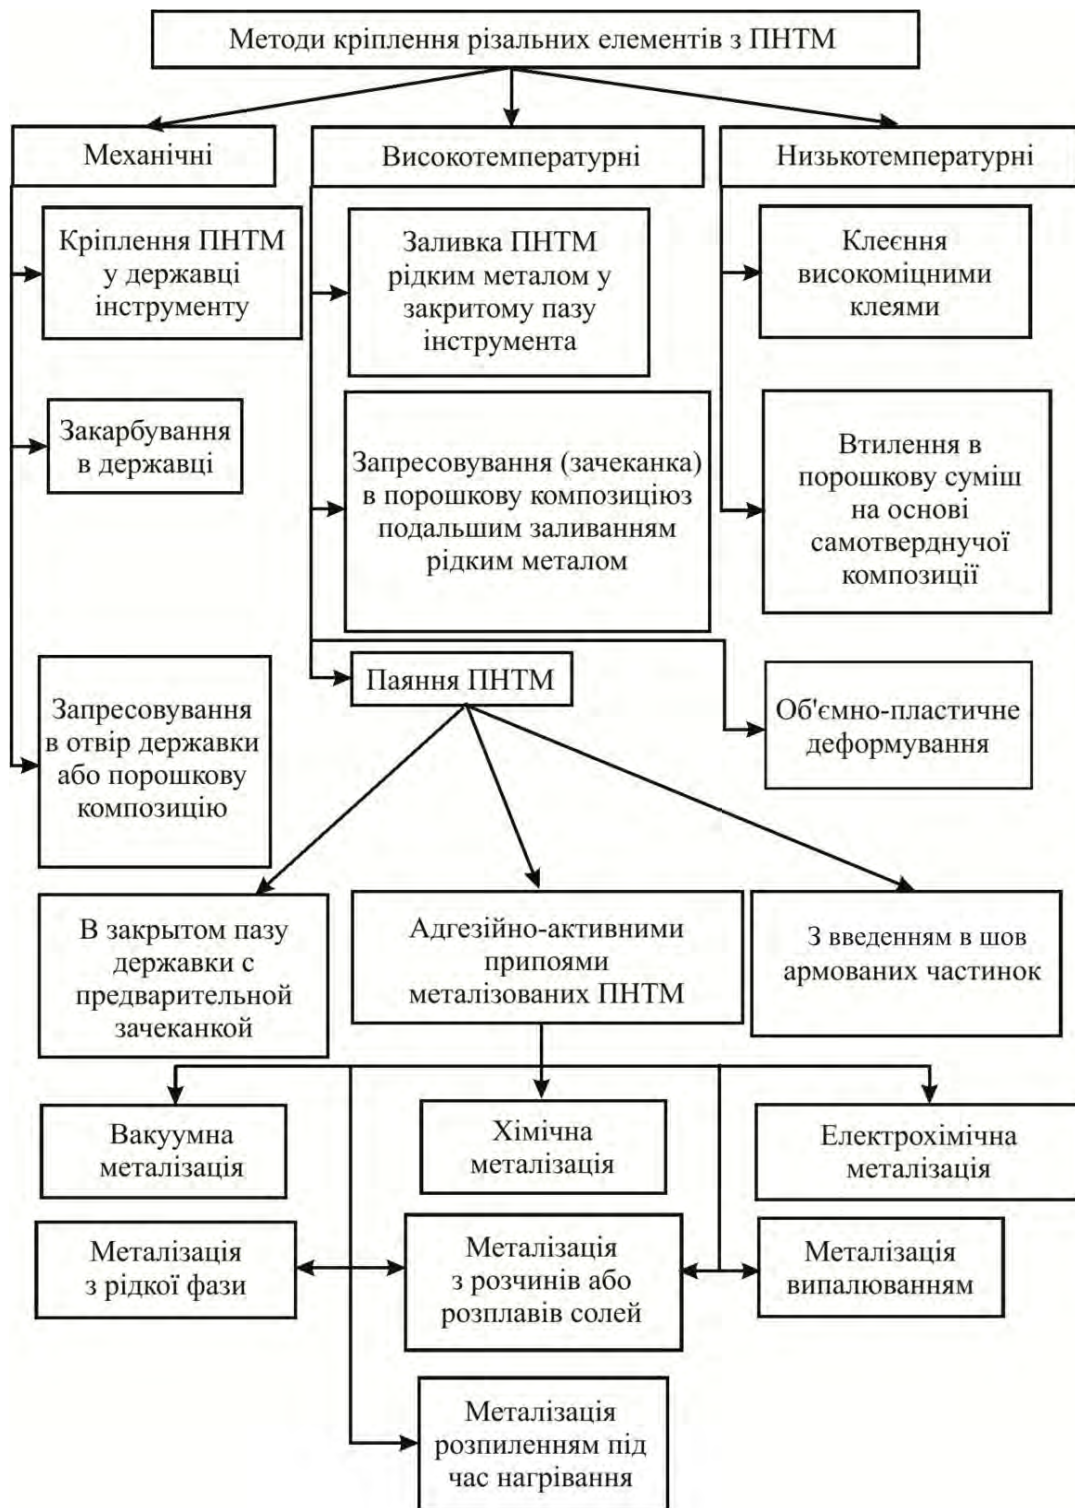 Методи кріплення різальних елементів з ПНТМ
Механічні
Високотемпературні
Низькотемпературні
Кріплення ПНТМ
у державці
інструменту
Заливка ПНТМ
рідким металом у
закритому пазу
інструмента
Клеєння
високоміцними
клеями
Закарбування
в державці
Запресовування (зачеканка)
в порошкову композиціюз
подальшим заливанням
рідким металом
Втилення в
порошкову суміш
на основі
самотверднучої
композиції
Запресовування
в отвір державки
або порошкову
композицію
Паяння ПНТМ
Об'ємно-пластичне
деформування
В закрытом пазу
державки с
предварительной
зачеканкой
Адгезійно-активними
припоями
металізованих ПНТМ
З введенням в шов
армованих частинок
Вакуумна
металізація
Хімічна
металізація
Електрохімічна
металізація
Металізація
з рідкої фази
Металізація
з розчинів або
розплавів солей
Металізація
випалюванням
Металізація
розпиленням під
час нагрівання